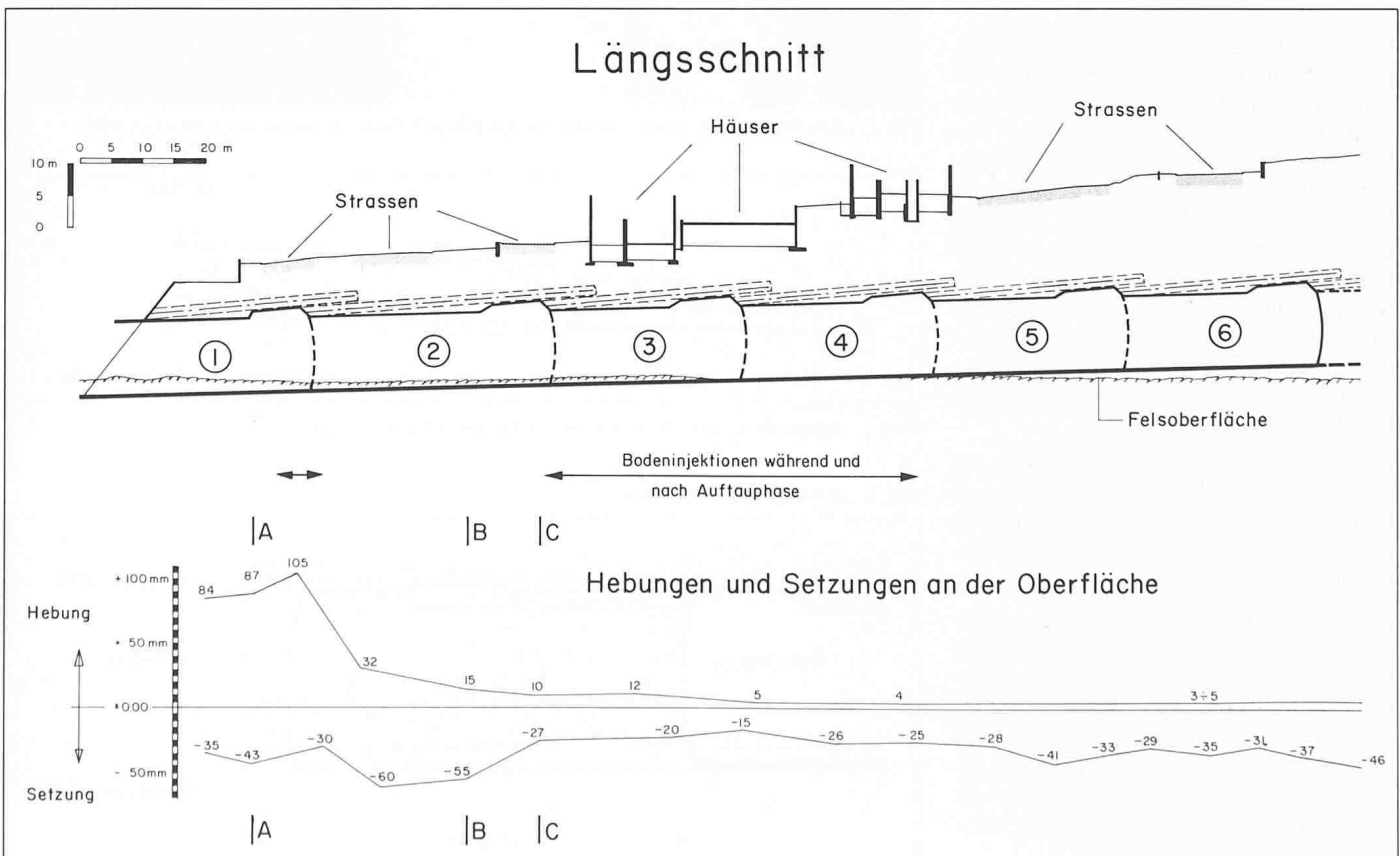 Längsschnitt
0 5 10 15 20 m
10 m
5
0
Strassen
Häuser
Strassen
1 2 3 4 5 6
Felsoberfläche
Bodeninjektionen während und
nach Auftauphase
A B C
Hebungen und Setzungen an der Oberfläche
+ 100 mm
+ 50 mm
±000
- 50 mm
Hebung
Setzung
84 87 105 32 15 10 12 5 4 3÷5
-35 -43 -30 -60 -55 -27 -20 -15 -26 -25 -28 -41 -33 -29 -35 -31 -37 -46
A B C